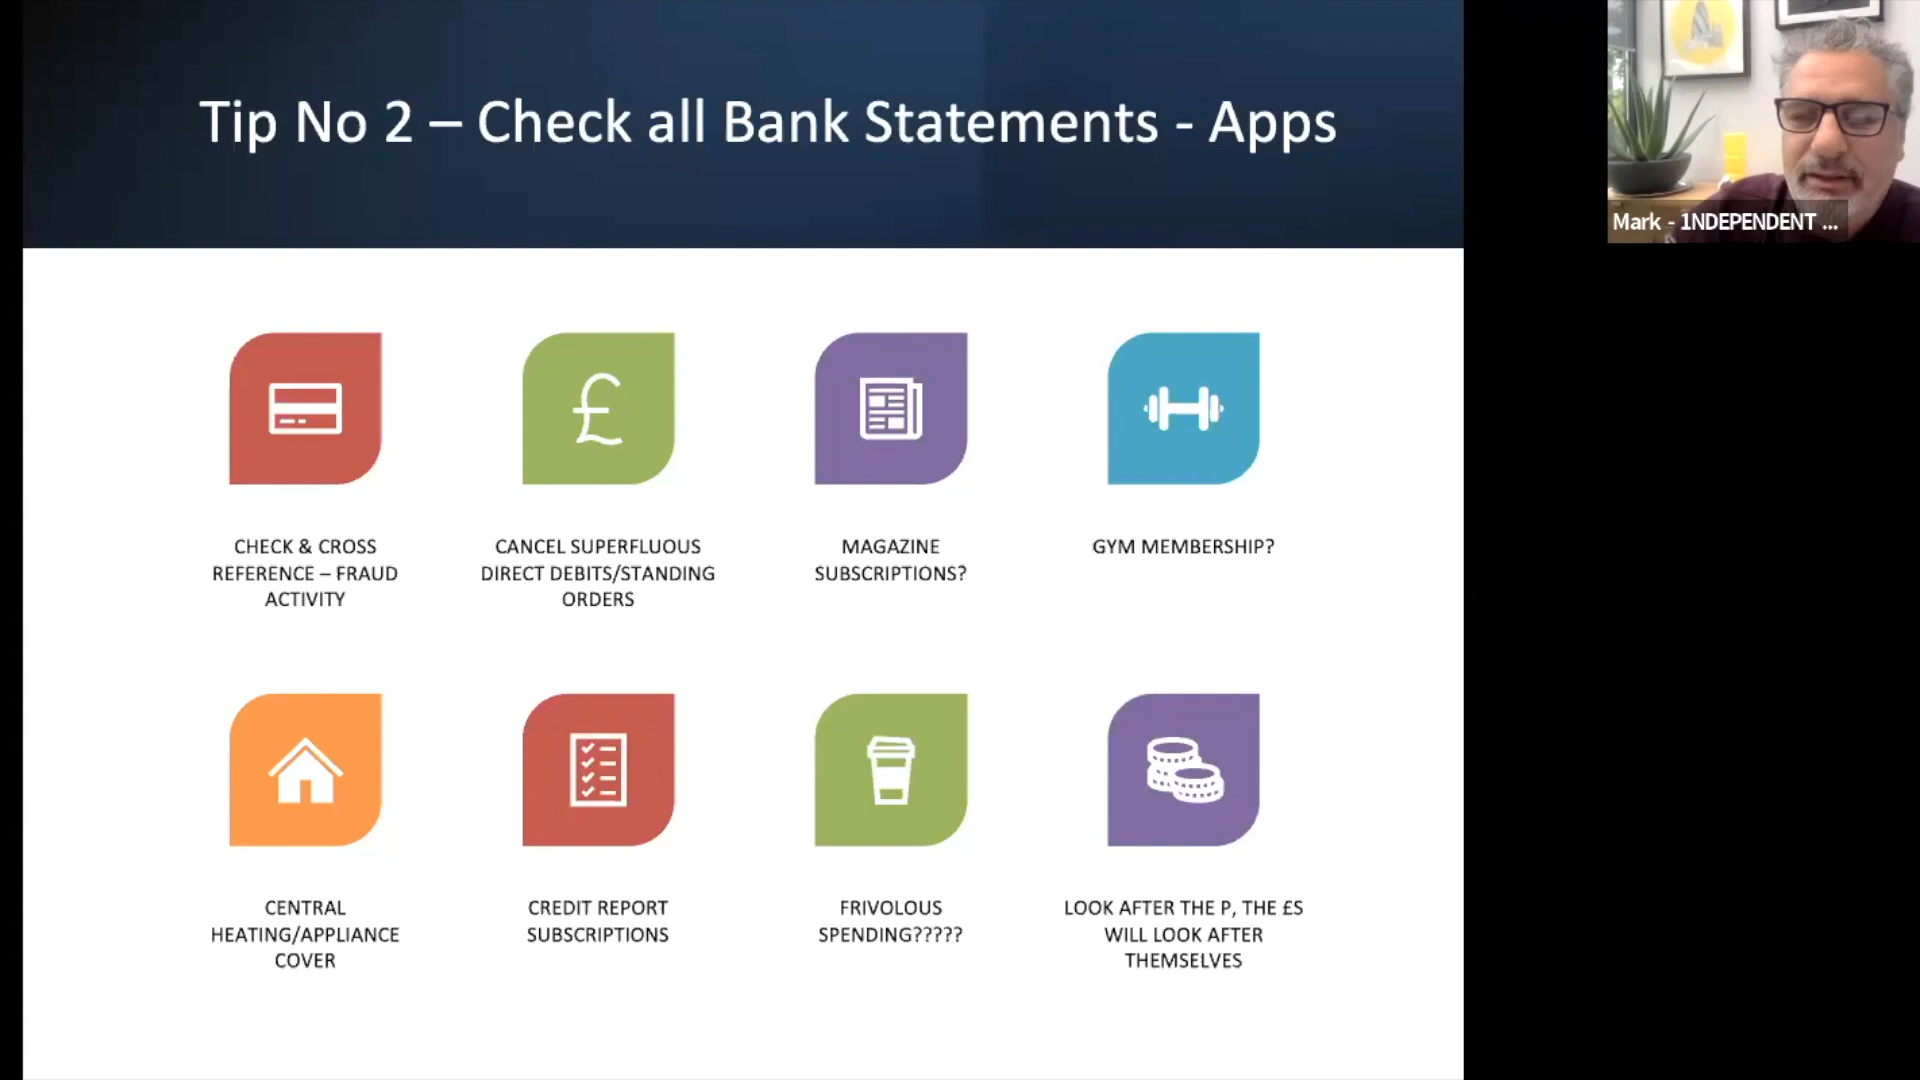 Tip No 2 – Check all Bank Statements - Apps
Mark - 1NDEPENDENT ...
£
CHECK & CROSS
REFERENCE – FRAUD
ACTIVITY
CANCEL SUPERFLUOUS
DIRECT DEBITS/STANDING
ORDERS
MAGAZINE
SUBSCRIPTIONS?
GYM MEMBERSHIP?
CENTRAL
HEATING/APPLIANCE
COVER
CREDIT REPORT
SUBSCRIPTIONS
FRIVOLOUS
SPENDING?????
LOOK AFTER THE P, THE £S
WILL LOOK AFTER
THEMSELVES